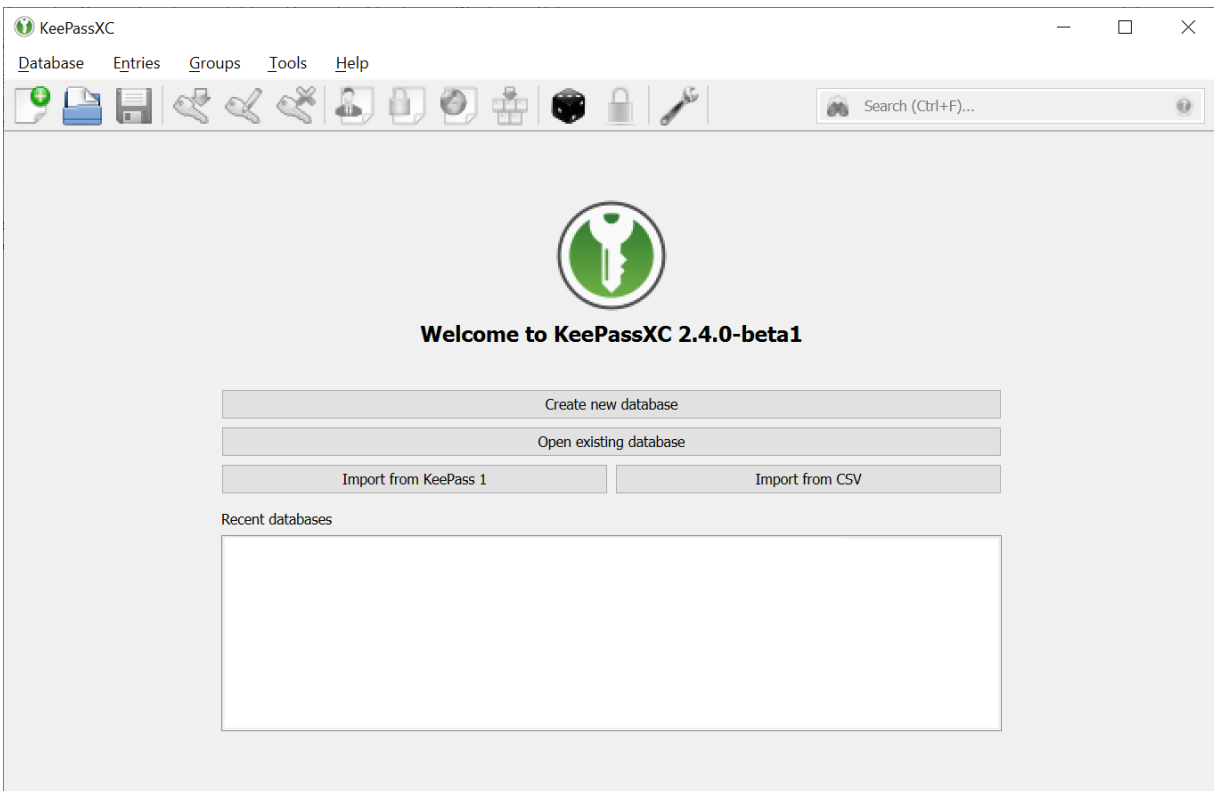 KeePassXC
Database Entries Groups Tools Help
Search (Ctrl+F)...
Welcome to KeePassXC 2.4.0-beta1
Create new database
Open existing database
Import from KeePass 1 Import from CSV
Recent databases